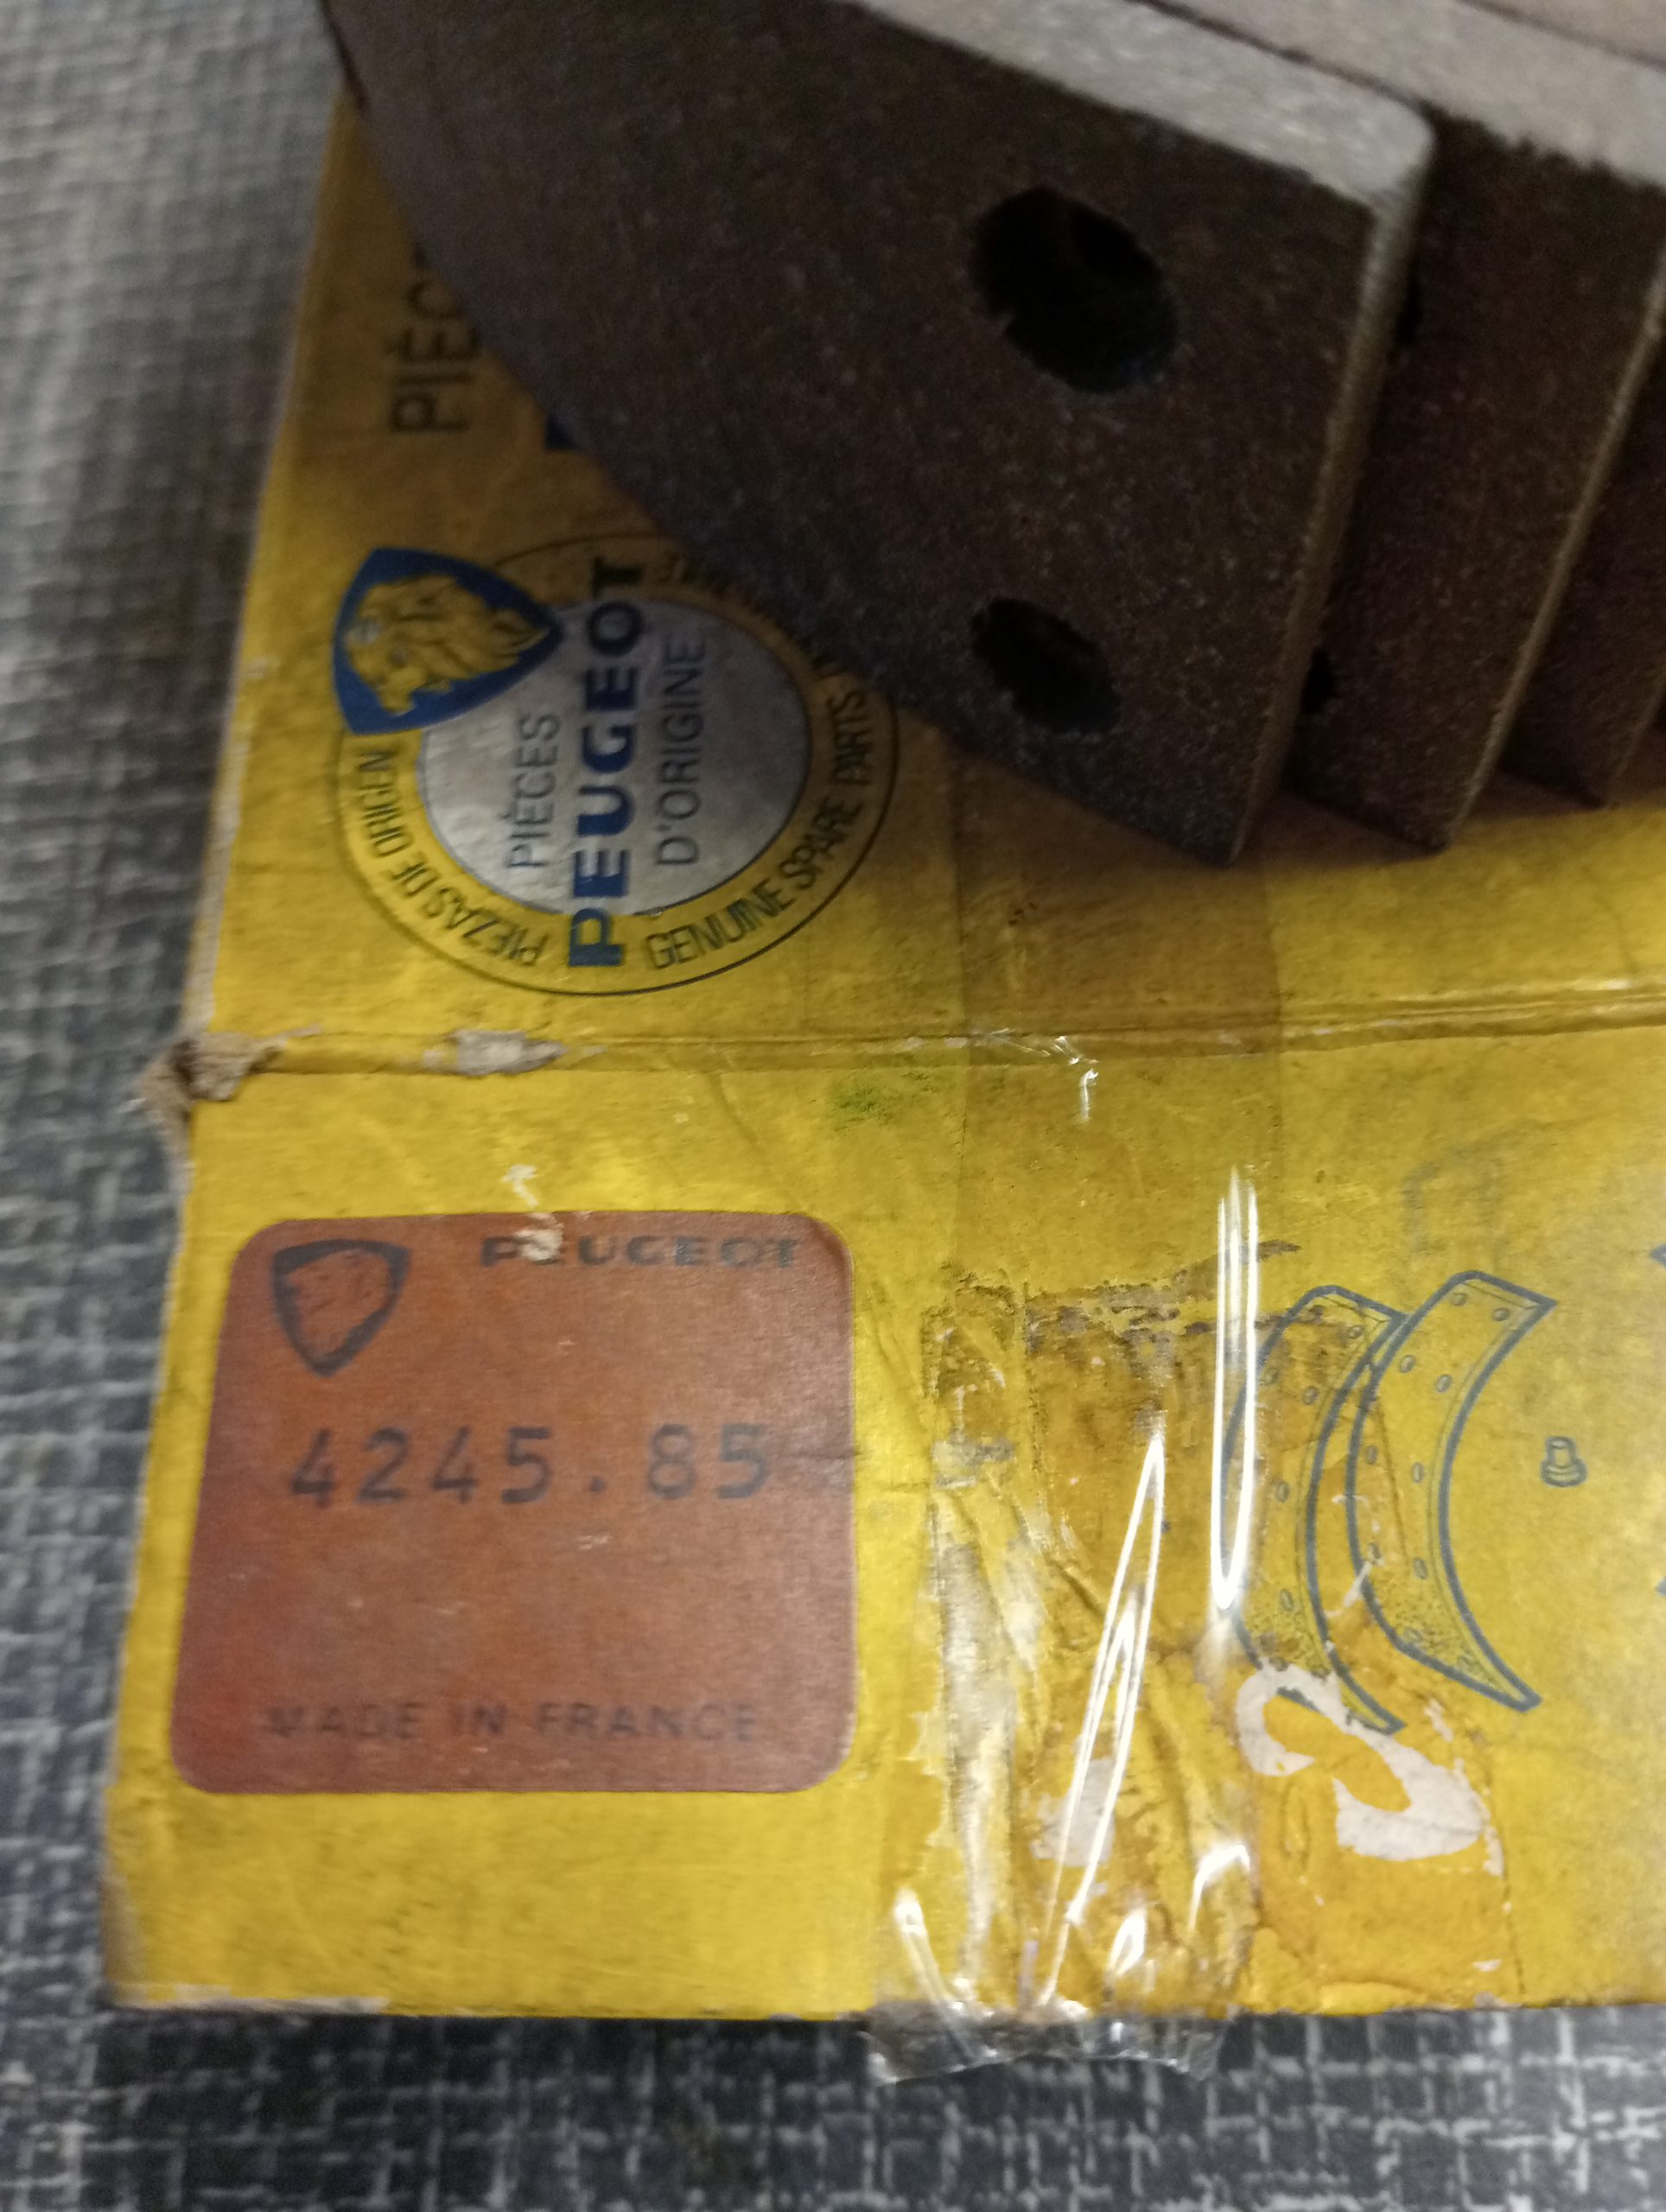 PIÈCES
PEUGEOT
D'ORIGINE
PIEZAS DE ORIGEN
GENUINE SPARE PARTS
PEUGEOT
4245.85
MADE IN FRANCE